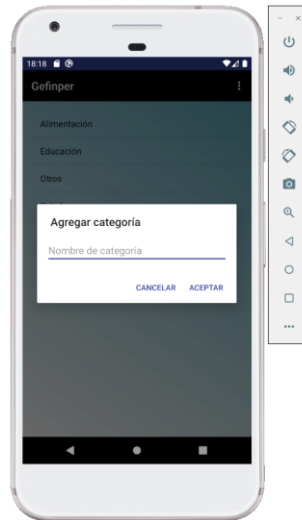 18:18
Gefinper
Alimentación
Educación
Otros
Agregar categoría
Nombre de categoría
CANCELAR ACEPTAR